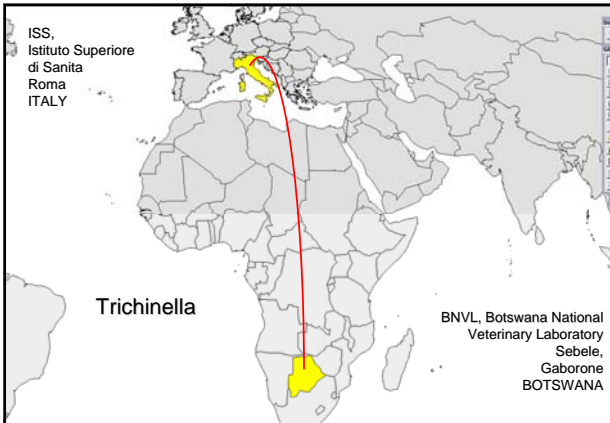 ISS,
Istituto Superiore
di Sanita
Roma
ITALY
Trichinella
BNVL, Botswana National
Veterinary Laboratory
Sebele,
Gaborone
BOTSWANA